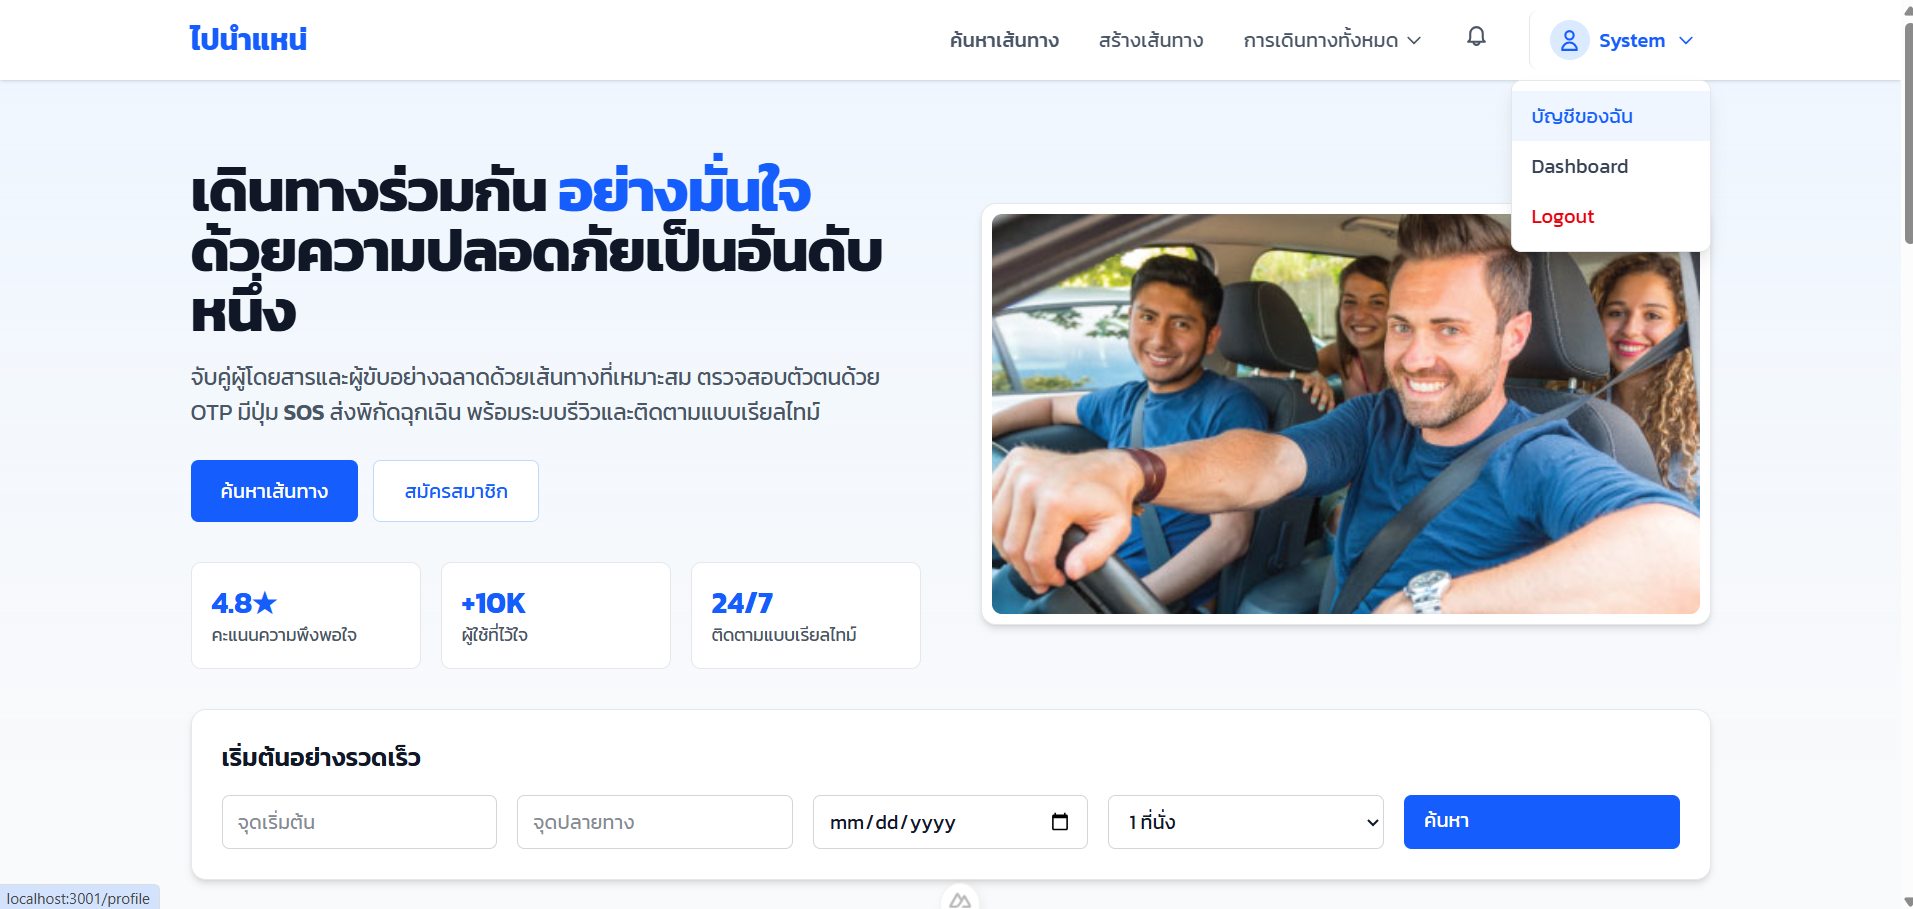 ไปนำแหน่
ค้นหาเส้นทาง
สร้างเส้นทาง
การเดินทางทั้งหมด
System
บัญชีของฉัน
Dashboard
Logout
เดินทางร่วมกัน อย่างมั่นใจ
ด้วยความปลอดภัยเป็นอันดับ
หนึ่ง
จับคู่ผู้โดยสารและผู้ขับอย่างฉลาดด้วยเส้นทางที่เหมาะสม ตรวจสอบตัวตนด้วย
OTP มีปุ่ม SOS ส่งพิกัดฉุกเฉิน พร้อมระบบรีวิวและติดตามแบบเรียลไทม์
ค้นหาเส้นทาง
สมัครสมาชิก
4.8★
คะแนนความพึงพอใจ
+10K
ผู้ใช้ที่ไว้ใจ
24/7
ติดตามแบบเรียลไทม์
เริ่มต้นอย่างรวดเร็ว
จุดเริ่มต้น
จุดปลายทาง
mm/dd/yyyy
1 ที่นั่ง
ค้นหา
localhost:3001/profile